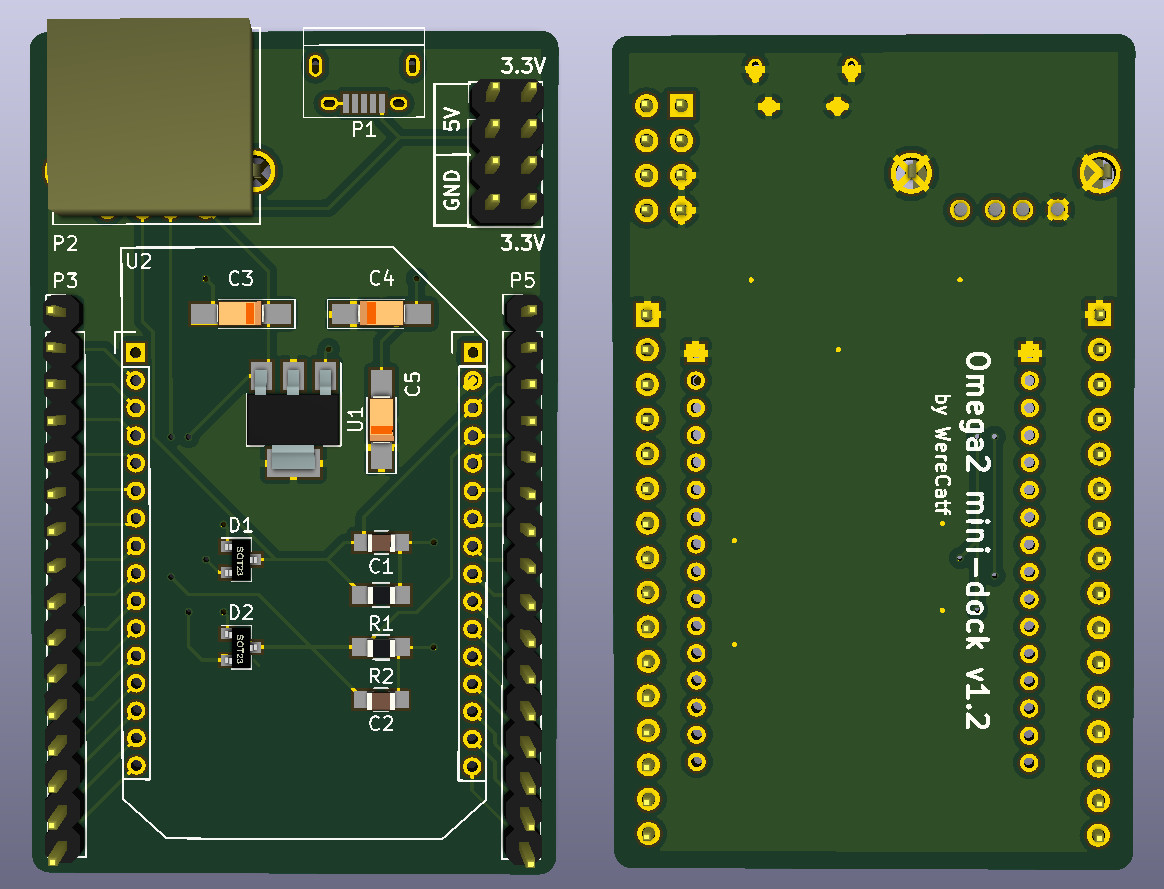 3.3V
5V
P1
GND
P2
3.3V
U2
P3
C3
C4
P5
C5
U1
D1
SOT23
C1
D2
R1
SOT23
R2
C2
Omega2 mini-dock v1.2
by WereCatf